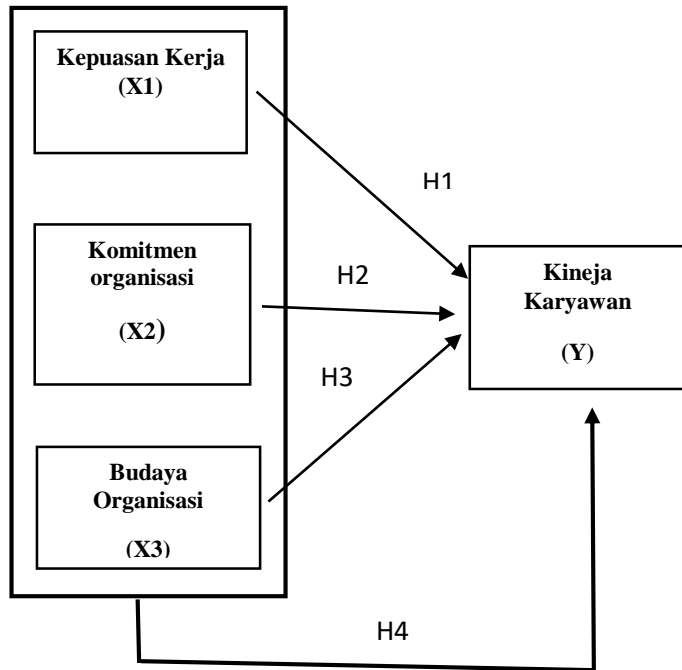 Kepuasan Kerja
(X1)
H1
Komitmen
organisasi
(X2)
H2
Kineja
Karyawan
(Y)
H3
Budaya
Organisasi
(X3)
H4